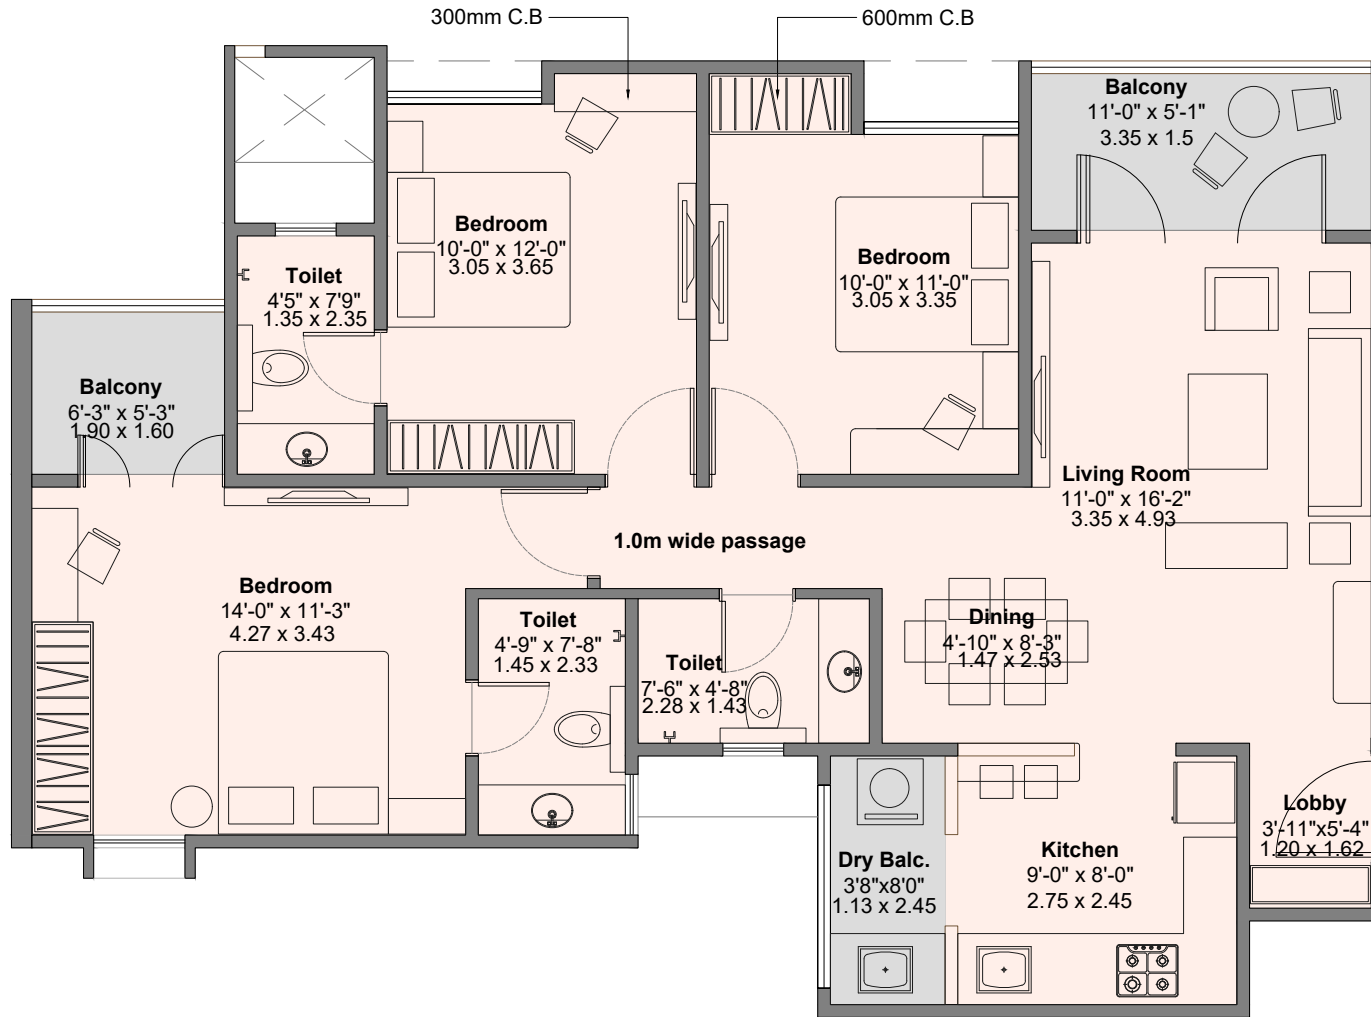 300mm C.B
600mm C.B
Balcony
11'-0" x 5'-1"
3.35 x 1.5
Bedroom
10'-0" x 12'-0"
3.05 x 3.65
Bedroom
10'-0" x 11'-0"
3.05 x 3.35
Toilet
4'5" x 7'9"
1.35 x 2.35
Balcony
6'-3" x 5'-3"
1.90 x 1.60
Living Room
11'-0" x 16'-2"
3.35 x 4.93
1.0m wide passage
Bedroom
14'-0" x 11'-3"
4.27 x 3.43
Toilet
4'-9" x 7'-8"
1.45 x 2.33
Toilet
7'-6" x 4'-8"
2.28 x 1.43
Dining
4'-10" x 8'-3"
1.47 x 2.53
Lobby
3'-11"x5'-4"
1.20 x 1.62
Dry Balc.
3'8"x8'0"
1.13 x 2.45
Kitchen
9'-0" x 8'-0"
2.75 x 2.45